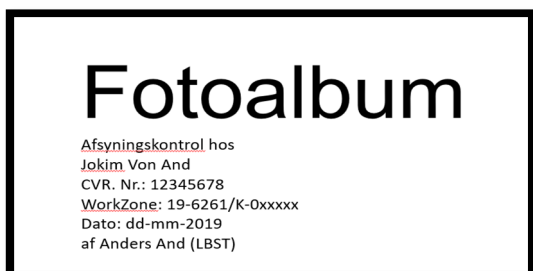 Fotoalbum
Afsyningskontrol hos
Jokim Von And
CVR. Nr.: 12345678
WorkZone: 19-6261/K-0xxxxx
Dato: dd-mm-2019
af Anders And (LBST)